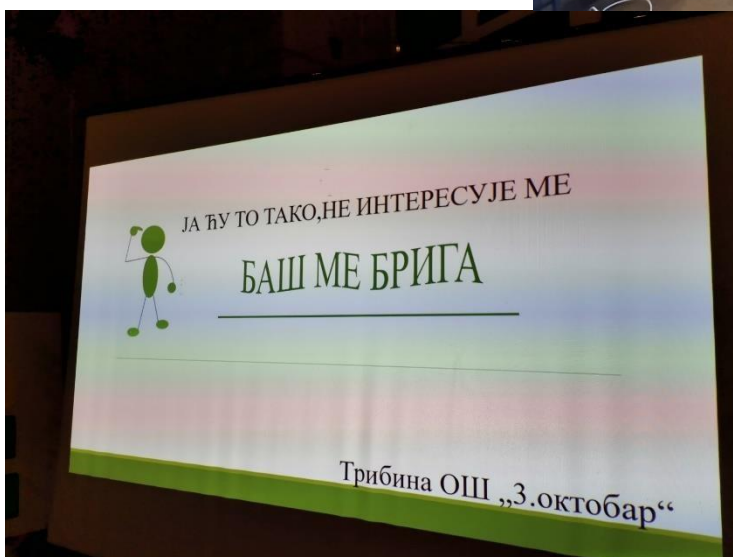 ЈА ЋУ ТО ТАКО,НЕ ИНТЕРЕСУЈЕ МЕ
БАШ МЕ БРИГА
Трибина ОШ „3.октобар“